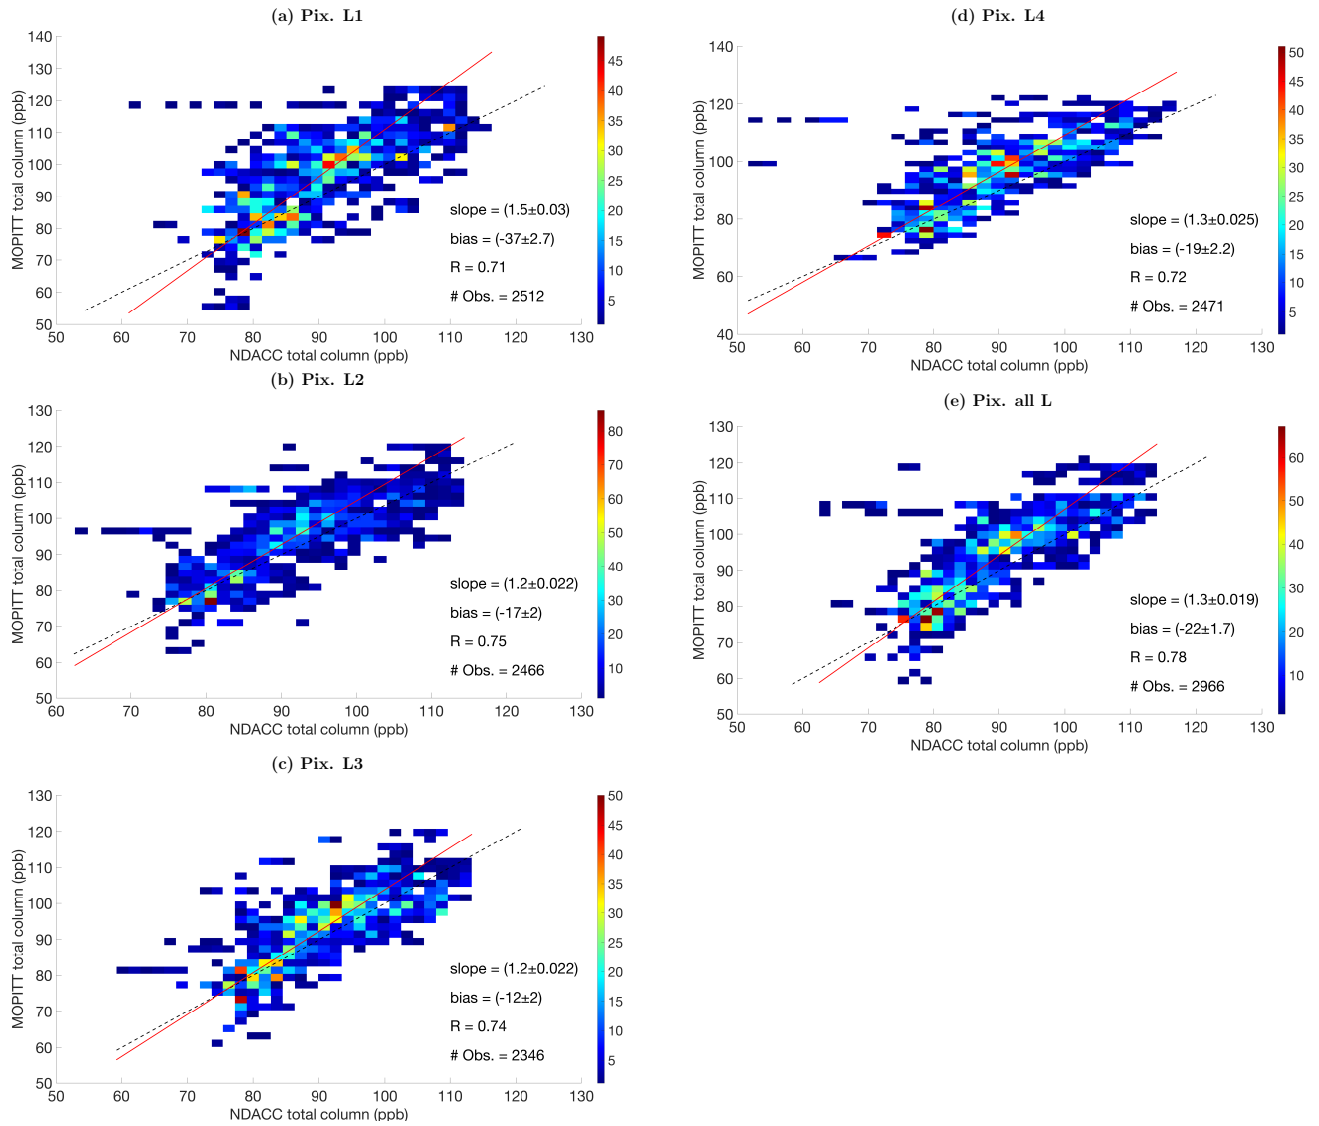 (a) Pix. L1
MOPITT total column (ppb)
140
130
120
110
100
90
80
70
60
50
50 60 70 80 90 100 110 120 130
NDACC total column (ppb)
slope = (1.5±0.03)
bias = (-37±2.7)
R = 0.71
# Obs. = 2512
45
40
35
30
25
20
15
10
5
(b) Pix. L2
MOPITT total column (ppb)
130
120
110
100
90
80
70
60
50
60 70 80 90 100 110 120 130
NDACC total column (ppb)
slope = (1.2±0.022)
bias = (-17±2)
R = 0.75
# Obs. = 2466
80
70
60
50
40
30
20
10
(c) Pix. L3
MOPITT total column (ppb)
130
120
110
100
90
80
70
60
50
50 60 70 80 90 100 110 120 130
NDACC total column (ppb)
slope = (1.2±0.022)
bias = (-12±2)
R = 0.74
# Obs. = 2346
50
45
40
35
30
25
20
15
10
5
(d) Pix. L4
MOPITT total column (ppb)
140
120
100
80
60
40
50 60 70 80 90 100 110 120 130
NDACC total column (ppb)
slope = (1.3±0.025)
bias = (-19±2.2)
R = 0.72
# Obs. = 2471
50
45
40
35
30
25
20
15
10
5
(e) Pix. all L
MOPITT total column (ppb)
130
120
110
100
90
80
70
60
50
50 60 70 80 90 100 110 120 130
NDACC total column (ppb)
slope = (1.3±0.019)
bias = (-22±1.7)
R = 0.78
# Obs. = 2966
60
50
40
30
20
10